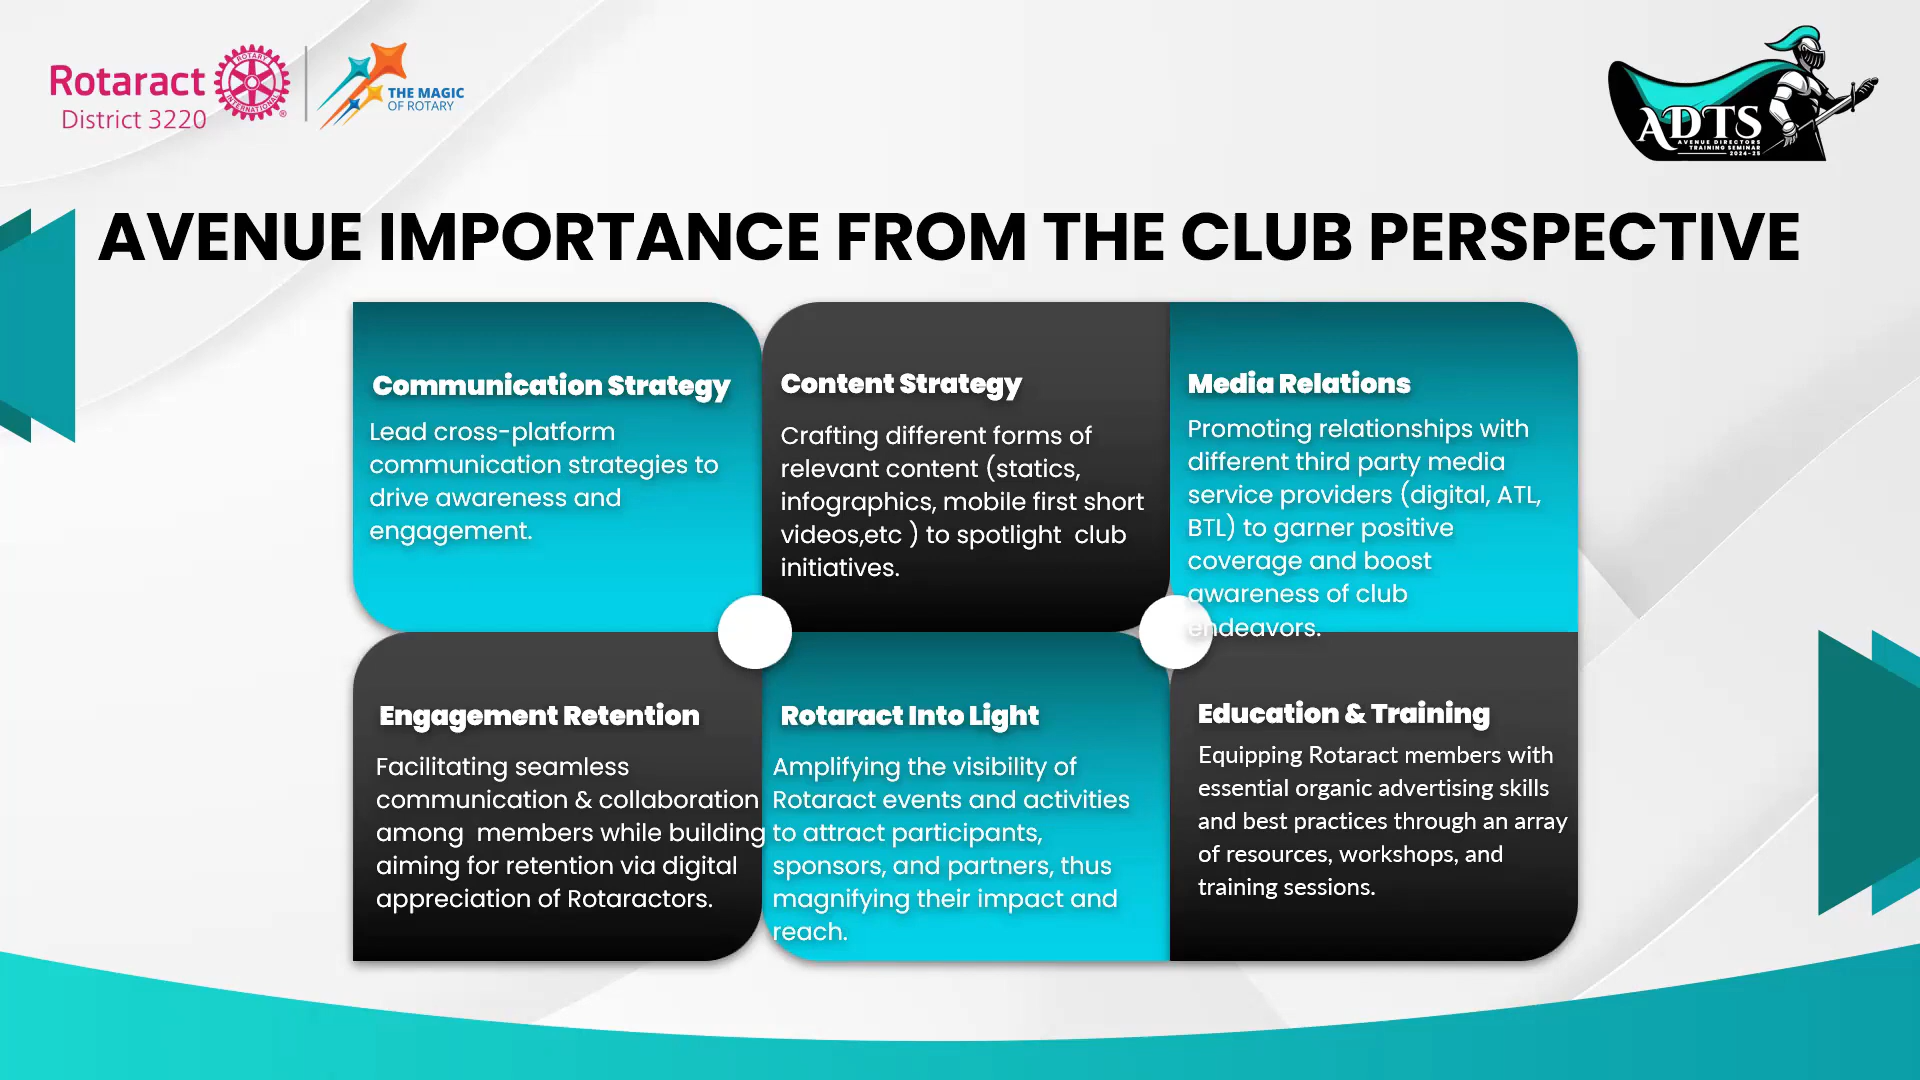 Rotaract
District 3220
ROTARY
INTERNATIONAL
THE MAGIC
OF ROTARY
ADTS
AVENUE DIRECTORS
TRAINING SEMINAR
2024-25
AVENUE IMPORTANCE FROM THE CLUB PERSPECTIVE
Communication Strategy
Lead cross-platform
communication strategies to
drive awareness and
engagement.
Content Strategy
Crafting different forms of
relevant content (statics,
infographics, mobile first short
videos,etc ) to spotlight  club
initiatives.
Media Relations
Promoting relationships with
different third party media
service providers (digital, ATL,
BTL) to garner positive
coverage and boost
awareness of club
endeavors.
Engagement Retention
Facilitating seamless
communication & collaboration
among  members while building
aiming for retention via digital
appreciation of Rotaractors.
Rotaract Into Light
Amplifying the visibility of
Rotaract events and activities
to attract participants,
sponsors, and partners, thus
magnifying their impact and
reach.
Education & Training
Equipping Rotaract members with
essential organic advertising skills
and best practices through an array
of resources, workshops, and
training sessions.